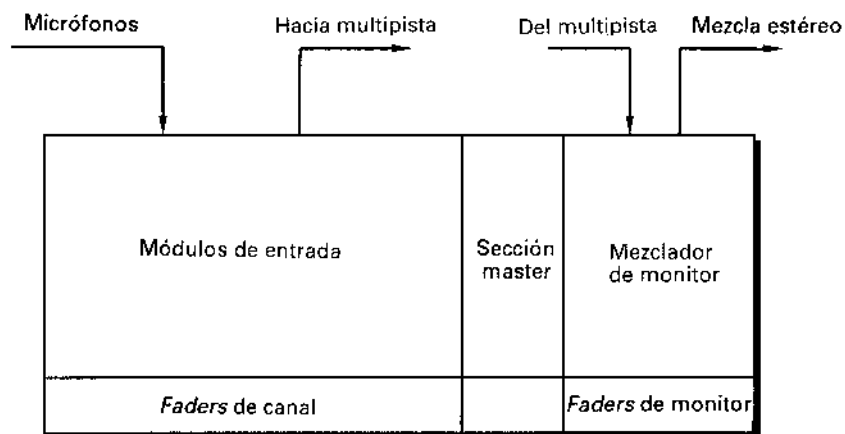 Micrófonos
Hacia multipista
Del multipista
Mezcla estéreo
Módulos de entrada
Sección
master
Mezclador
de monitor
Faders de canal
Faders de monitor